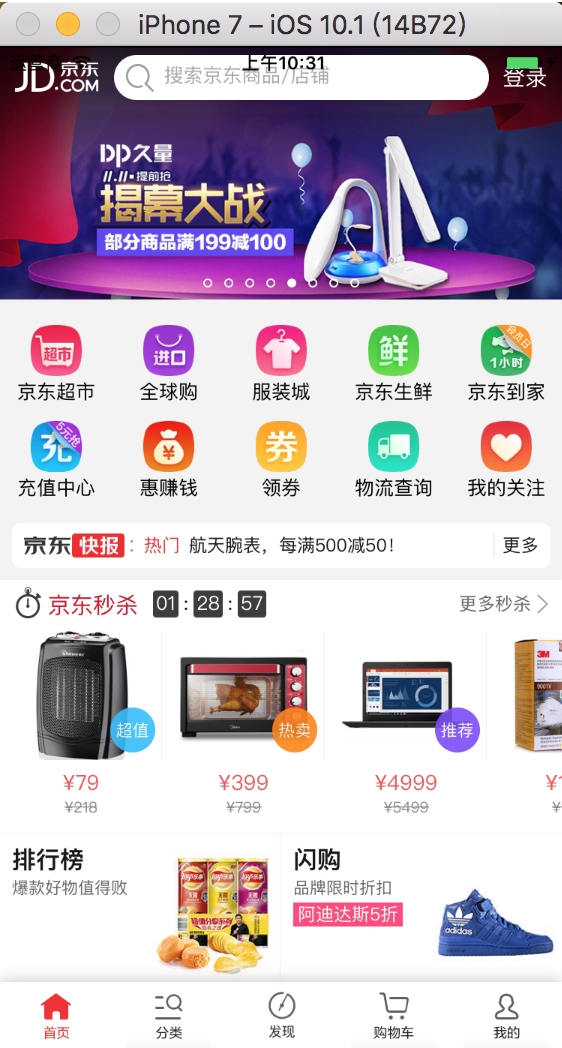 iPhone 7 – iOS 10.1 (14B72)
上午10:31
JD.COM 京东
搜索京东商品/店铺
登录
久量
11.11·提前抢
揭幕大战
部分商品满199减100
超市
进口
鲜
会员日
1小时
京东超市 全球购 服装城 京东生鲜 京东到家
5元抢
充
¥
券
充值中心 惠赚钱 领券 物流查询 我的关注
京东快报: 热门 航天腕表，每满500减50! 更多
京东秒杀 01:28:57 更多秒杀
3M
超值 热卖 推荐
¥79 ¥399 ¥4999
¥218 ¥799 ¥5499
排行榜 闪购
爆款好物值得败 品牌限时折扣
阿迪达斯5折
adidas
首页 分类 发现 购物车 我的